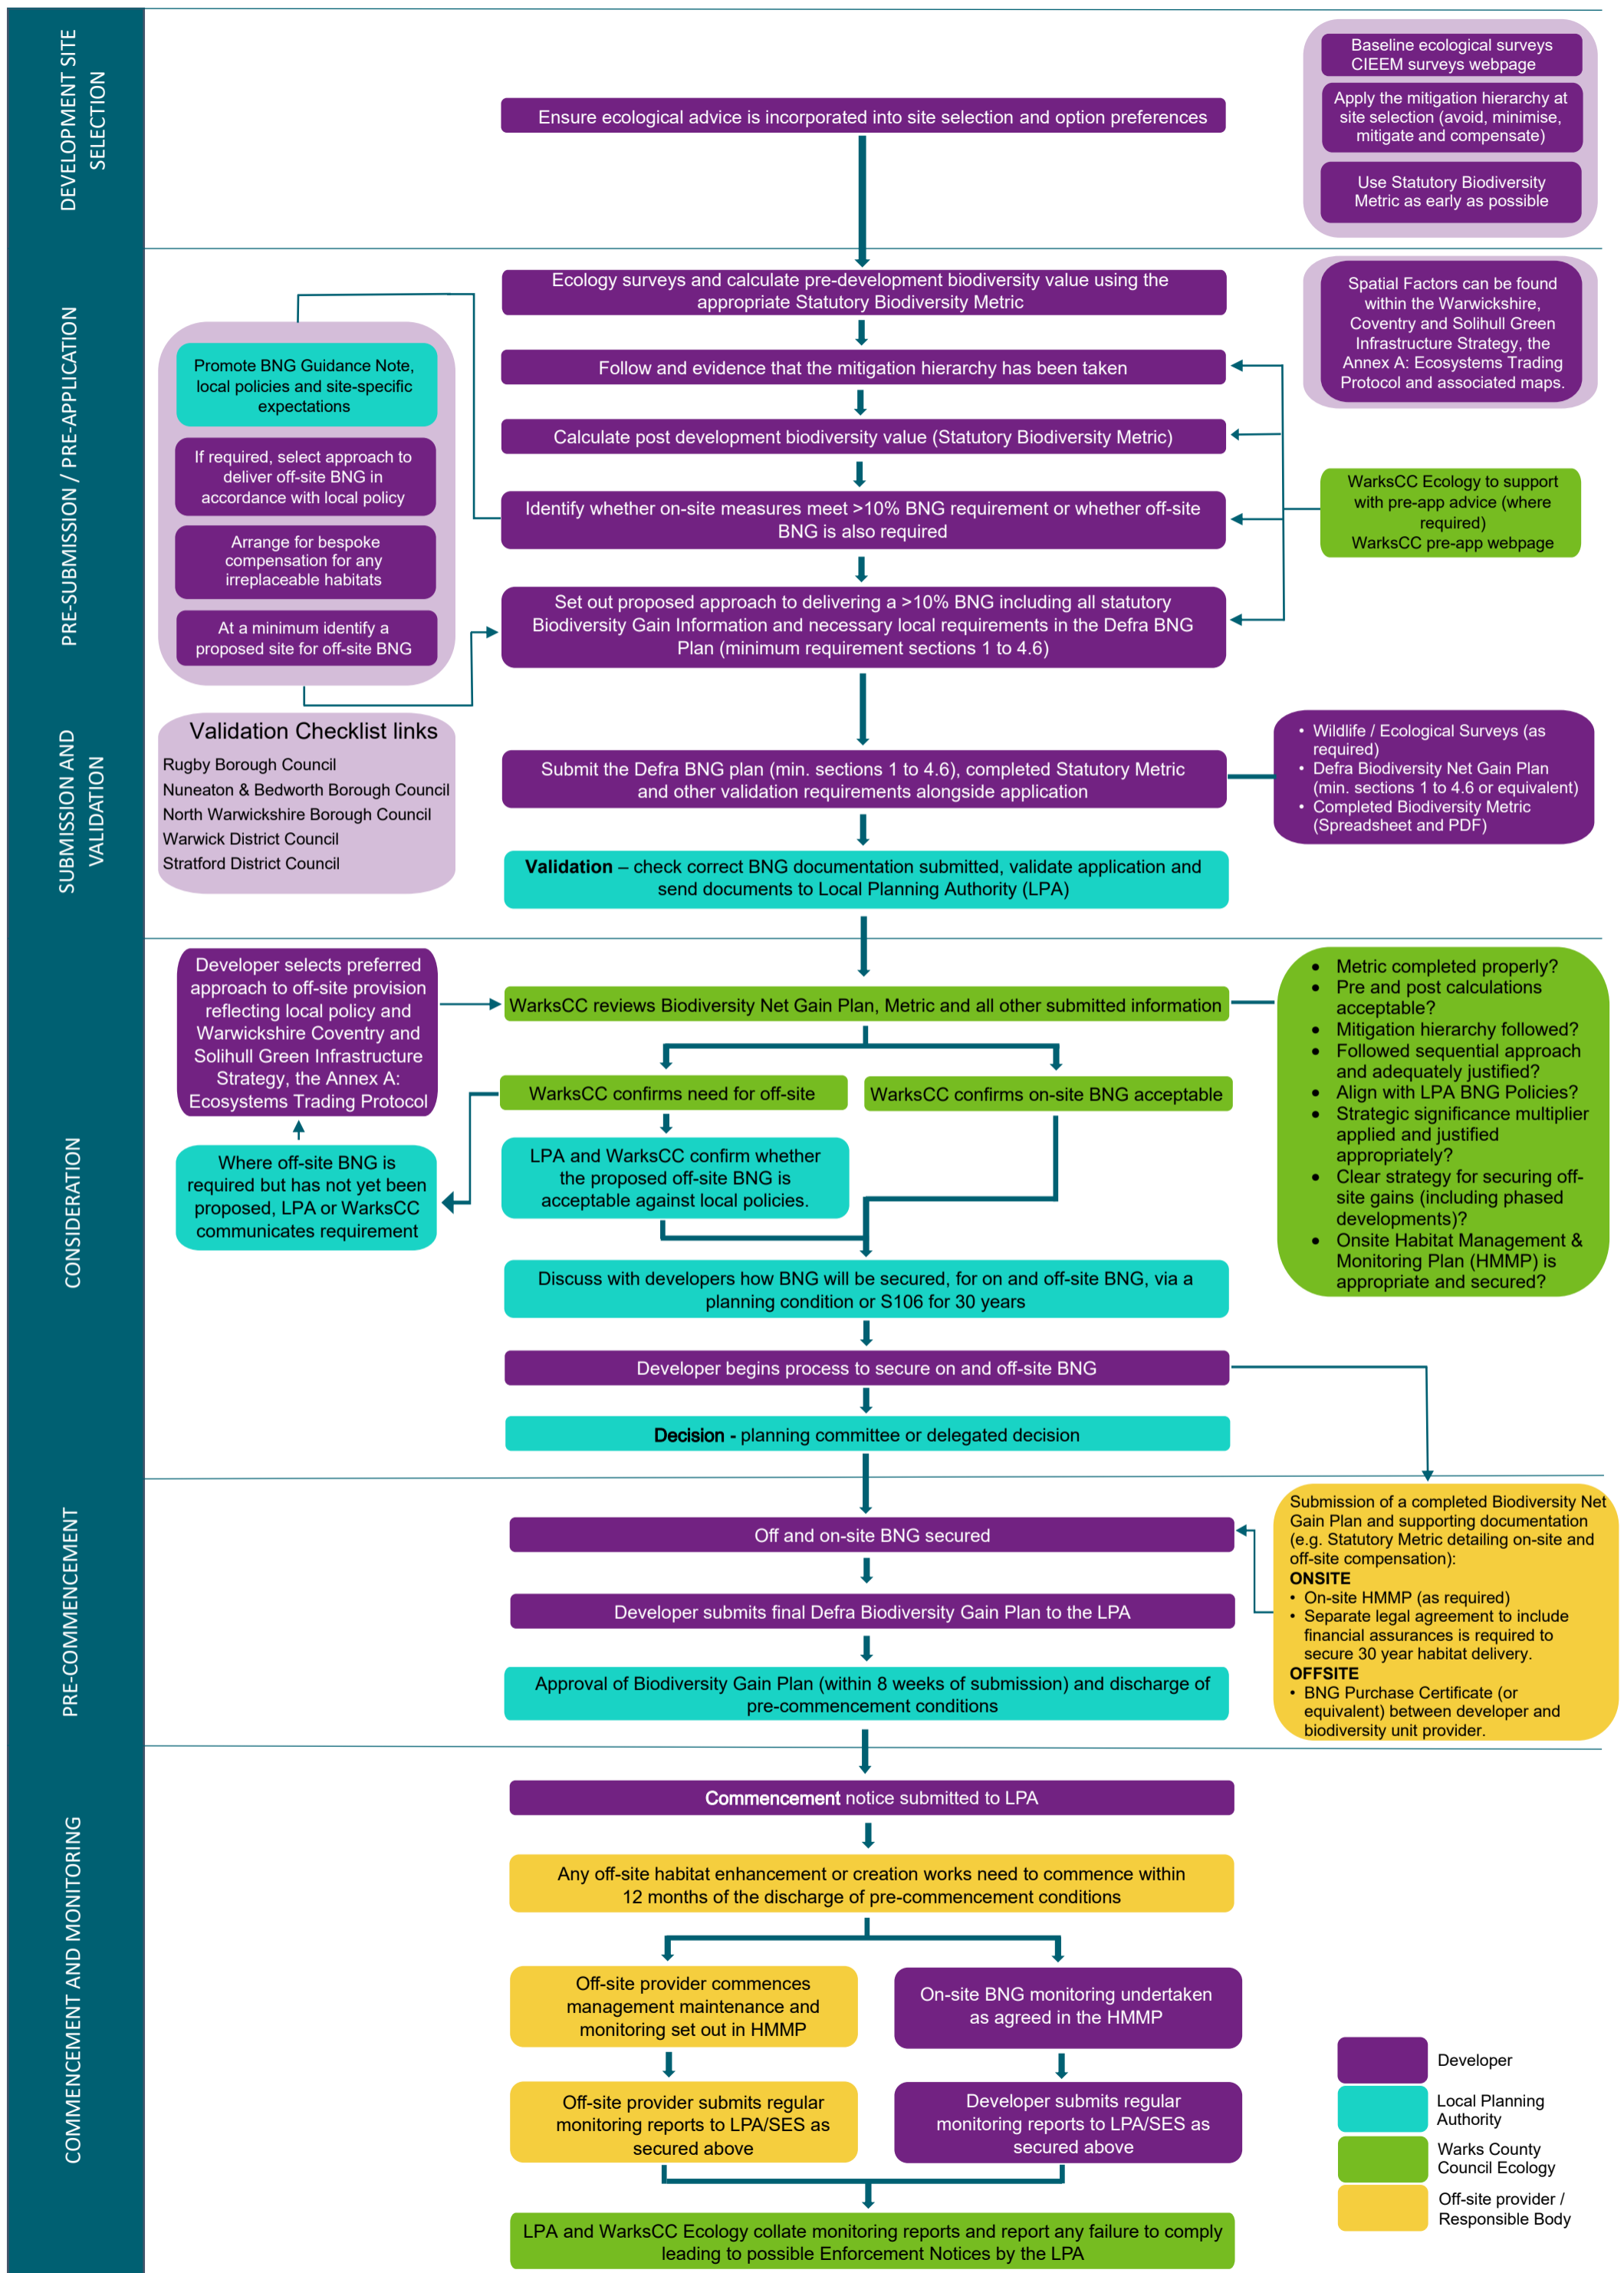 DEVELOPMENT SITE
SELECTION
Ensure ecological advice is incorporated into site selection and option preferences
Baseline ecological surveys
CIEEM surveys webpage
Apply the mitigation hierarchy at
site selection (avoid, minimise,
mitigate and compensate)
Use Statutory Biodiversity
Metric as early as possible
PRE-SUBMISSION / PRE-APPLICATION
Ecology surveys and calculate pre-development biodiversity value using the
appropriate Statutory Biodiversity Metric
Follow and evidence that the mitigation hierarchy has been taken
Calculate post development biodiversity value (Statutory Biodiversity Metric)
Identify whether on-site measures meet >10% BNG requirement or whether off-site
BNG is also required
Set out proposed approach to delivering a >10% BNG including all statutory
Biodiversity Gain Information and necessary local requirements in the Defra BNG
Plan (minimum requirement sections 1 to 4.6)
Promote BNG Guidance Note,
local policies and site-specific
expectations
If required, select approach to
deliver off-site BNG in
accordance with local policy
Arrange for bespoke
compensation for any
irreplaceable habitats
At a minimum identify a
proposed site for off-site BNG
Spatial Factors can be found
within the Warwickshire,
Coventry and Solihull Green
Infrastructure Strategy, the
Annex A: Ecosystems Trading
Protocol and associated maps.
WarksCC Ecology to support
with pre-app advice (where
required)
WarksCC pre-app webpage
SUBMISSION AND
VALIDATION
Validation Checklist links
Rugby Borough Council
Nuneaton & Bedworth Borough Council
North Warwickshire Borough Council
Warwick District Council
Stratford District Council
Submit the Defra BNG plan (min. sections 1 to 4.6), completed Statutory Metric
and other validation requirements alongside application
• Wildlife / Ecological Surveys (as
required)
• Defra Biodiversity Net Gain Plan
(min. sections 1 to 4.6 or equivalent)
• Completed Biodiversity Metric
(Spreadsheet and PDF)
Validation – check correct BNG documentation submitted, validate application and
send documents to Local Planning Authority (LPA)
CONSIDERATION
Developer selects preferred
approach to off-site provision
reflecting local policy and
Warwickshire Coventry and
Solihull Green Infrastructure
Strategy, the Annex A:
Ecosystems Trading Protocol
Where off-site BNG is
required but has not yet been
proposed, LPA or WarksCC
communicates requirement
WarksCC reviews Biodiversity Net Gain Plan, Metric and all other submitted information
WarksCC confirms need for off-site
WarksCC confirms on-site BNG acceptable
LPA and WarksCC confirm whether
the proposed off-site BNG is
acceptable against local policies.
Discuss with developers how BNG will be secured, for on and off-site BNG, via a
planning condition or S106 for 30 years
Developer begins process to secure on and off-site BNG
Decision - planning committee or delegated decision
• Metric completed properly?
• Pre and post calculations
acceptable?
• Mitigation hierarchy followed?
• Followed sequential approach
and adequately justified?
• Align with LPA BNG Policies?
• Strategic significance multiplier
applied and justified
appropriately?
• Clear strategy for securing off-
site gains (including phased
developments)?
• Onsite Habitat Management &
Monitoring Plan (HMMP) is
appropriate and secured?
PRE-COMMENCEMENT
Off and on-site BNG secured
Developer submits final Defra Biodiversity Gain Plan to the LPA
Approval of Biodiversity Gain Plan (within 8 weeks of submission) and discharge of
pre-commencement conditions
Submission of a completed Biodiversity Net
Gain Plan and supporting documentation
(e.g. Statutory Metric detailing on-site and
off-site compensation):
ONSITE
• On-site HMMP (as required)
• Separate legal agreement to include
financial assurances is required to
secure 30 year habitat delivery.
OFFSITE
• BNG Purchase Certificate (or
equivalent) between developer and
biodiversity unit provider.
COMMENCEMENT AND MONITORING
Commencement notice submitted to LPA
Any off-site habitat enhancement or creation works need to commence within
12 months of the discharge of pre-commencement conditions
Off-site provider commences
management maintenance and
monitoring set out in HMMP
On-site BNG monitoring undertaken
as agreed in the HMMP
Off-site provider submits regular
monitoring reports to LPA/SES as
secured above
Developer submits regular
monitoring reports to LPA/SES as
secured above
LPA and WarksCC Ecology collate monitoring reports and report any failure to comply
leading to possible Enforcement Notices by the LPA
Developer
Local Planning
Authority
Warks County
Council Ecology
Off-site provider /
Responsible Body